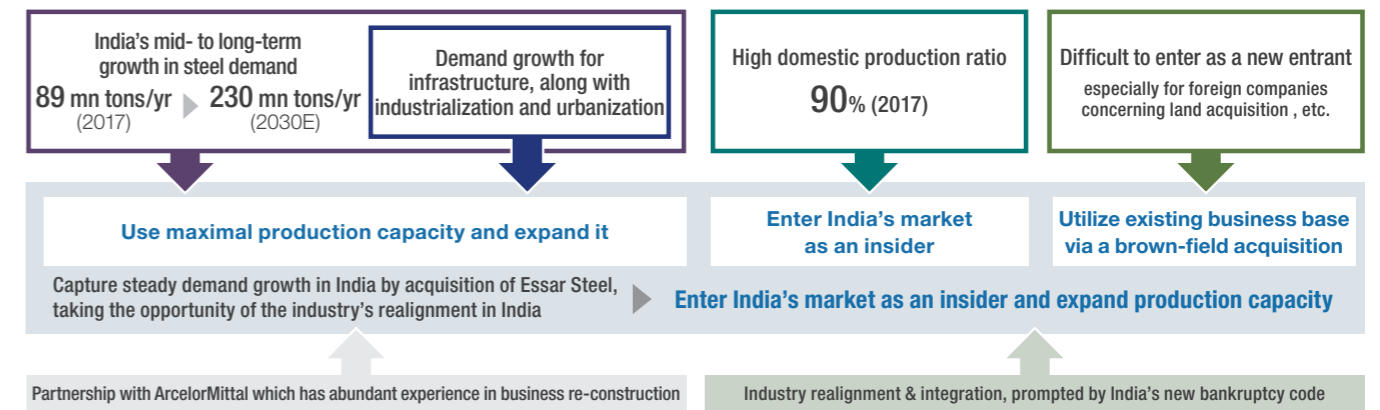 India's mid- to long-term
growth in steel demand
89 mn tons/yr 230 mn tons/yr
(2017) (2030E)
Demand growth for
infrastructure, along with
industrialization and urbanization
High domestic production ratio
90% (2017)
Difficult to enter as a new entrant
especially for foreign companies
concerning land acquisition , etc.
Use maximal production capacity and expand it
Enter India's market
as an insider
Utilize existing business base
via a brown-field acquisition
Capture steady demand growth in India by acquisition of Essar Steel,
taking the opportunity of the industry's realignment in India
Enter India's market as an insider and expand production capacity
Partnership with ArcelorMittal which has abundant experience in business re-construction
Industry realignment & integration, prompted by India's new bankruptcy code